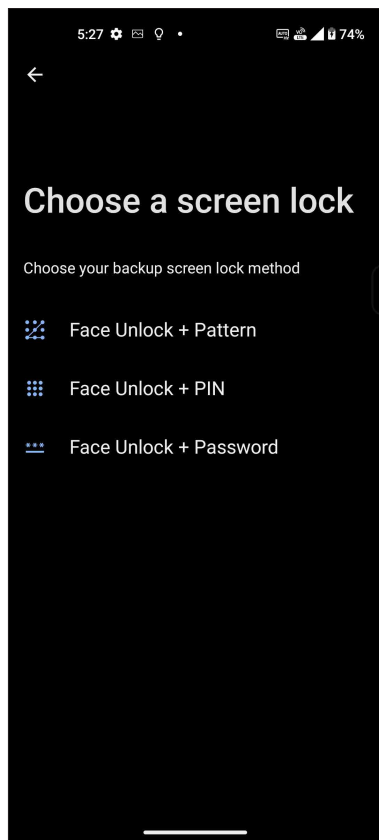 5:27 74%
Choose a screen lock
Choose your backup screen lock method
Face Unlock + Pattern
Face Unlock + PIN
Face Unlock + Password